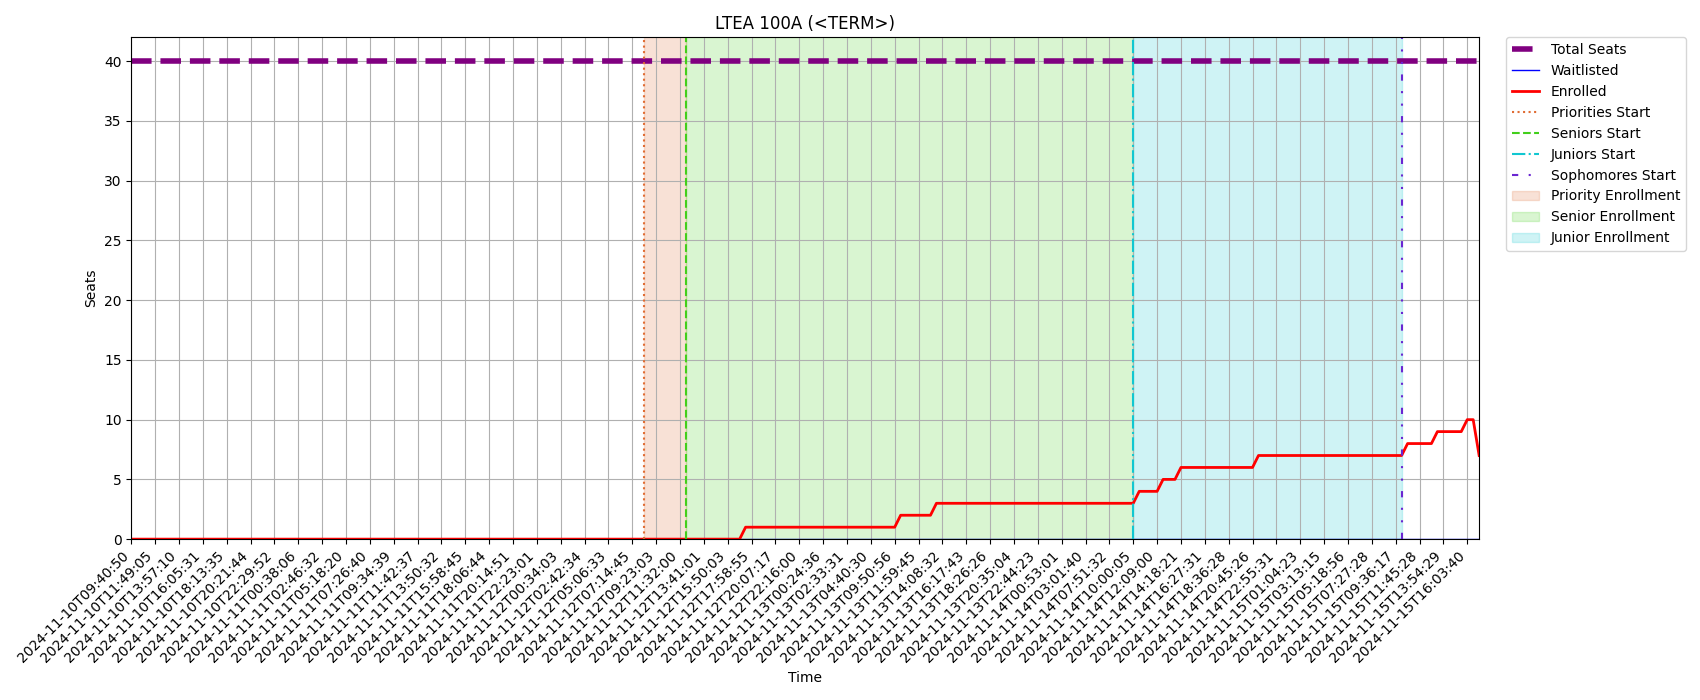 LTEA 100A (<TERM>)
Seats
40
35
30
25
20
15
10
5
0
2024-11-10T09:40:50
2024-11-10T11:49:05
2024-11-10T13:57:10
2024-11-10T16:05:31
2024-11-10T18:13:35
2024-11-10T20:21:44
2024-11-10T22:29:52
2024-11-11T00:38:06
2024-11-11T02:46:32
2024-11-11T05:18:20
2024-11-11T07:26:40
2024-11-11T09:34:39
2024-11-11T11:42:37
2024-11-11T13:50:32
2024-11-11T15:58:45
2024-11-11T18:06:44
2024-11-11T20:14:51
2024-11-11T22:23:01
2024-11-12T00:34:03
2024-11-12T02:42:34
2024-11-12T05:06:33
2024-11-12T07:14:45
2024-11-12T09:23:03
2024-11-12T11:32:00
2024-11-12T13:41:01
2024-11-12T15:50:03
2024-11-12T17:58:55
2024-11-12T20:07:17
2024-11-12T22:16:00
2024-11-13T00:24:36
2024-11-13T02:33:31
2024-11-13T04:40:30
2024-11-13T09:50:56
2024-11-13T11:59:45
2024-11-13T14:08:32
2024-11-13T16:17:43
2024-11-13T18:26:26
2024-11-13T20:35:04
2024-11-13T22:44:23
2024-11-14T00:53:01
2024-11-14T03:01:40
2024-11-14T07:51:32
2024-11-14T10:00:05
2024-11-14T12:09:00
2024-11-14T14:18:21
2024-11-14T16:27:31
2024-11-14T18:36:28
2024-11-14T20:45:26
2024-11-14T22:55:31
2024-11-15T01:04:23
2024-11-15T03:13:15
2024-11-15T05:18:56
2024-11-15T07:27:28
2024-11-15T09:36:17
2024-11-15T11:45:28
2024-11-15T13:54:29
2024-11-15T16:03:40
Time
Total Seats
Waitlisted
Enrolled
Priorities Start
Seniors Start
Juniors Start
Sophomores Start
Priority Enrollment
Senior Enrollment
Junior Enrollment